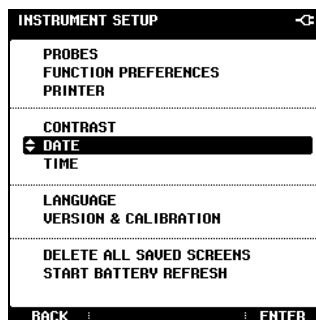 INSTRUMENT SETUP
PROBES
FUNCTION PREFERENCES
PRINTER
CONTRAST
DATE
TIME
LANGUAGE
VERSION & CALIBRATION
DELETE ALL SAVED SCREENS
START BATTERY REFRESH
BACK ENTER